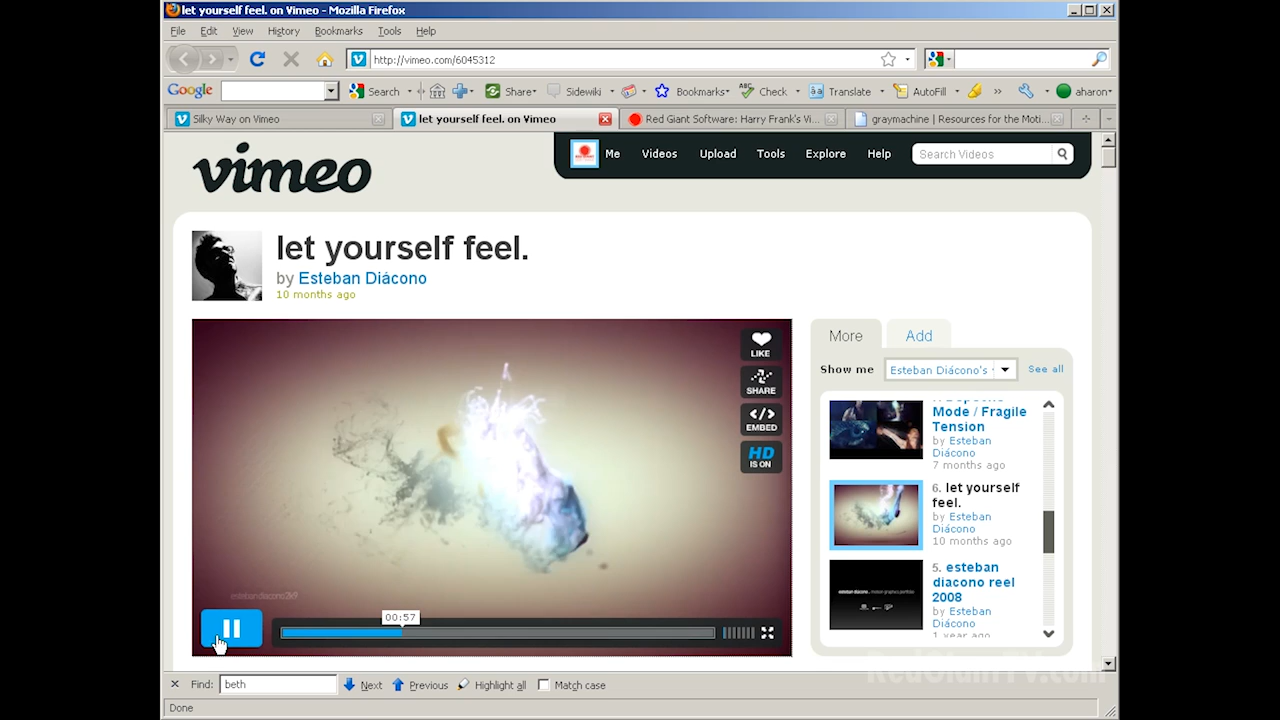 let yourself feel. on Vimeo - Mozilla Firefox
File Edit View History Bookmarks Tools Help
http://vimeo.com/6045312
Google Search Share Sidewiki Bookmarks Check Translate AutoFill » aharon
Silky Way on Vimeo let yourself feel. on Vimeo Red Giant Software: Harry Frank's Vi... graymachine | Resources for the Moti...
vimeo Me Videos Upload Tools Explore Help Search Videos
let yourself feel.
by Esteban Diácono
10 months ago
More Add
Show me Esteban Diácono's See all
LIKE
SHARE
</>
EMBED
HD
IS ON
estebandiacono2k9
00:57
Mode / Fragile
Tension
by Esteban
Diácono
7 months ago
6. let yourself
feel.
by Esteban
Diácono
10 months ago
5. esteban
diacono reel
2008
by Esteban
Diácono
1 year ago
RedGiantTV.com
Find: beth Next Previous Highlight all Match case
Done